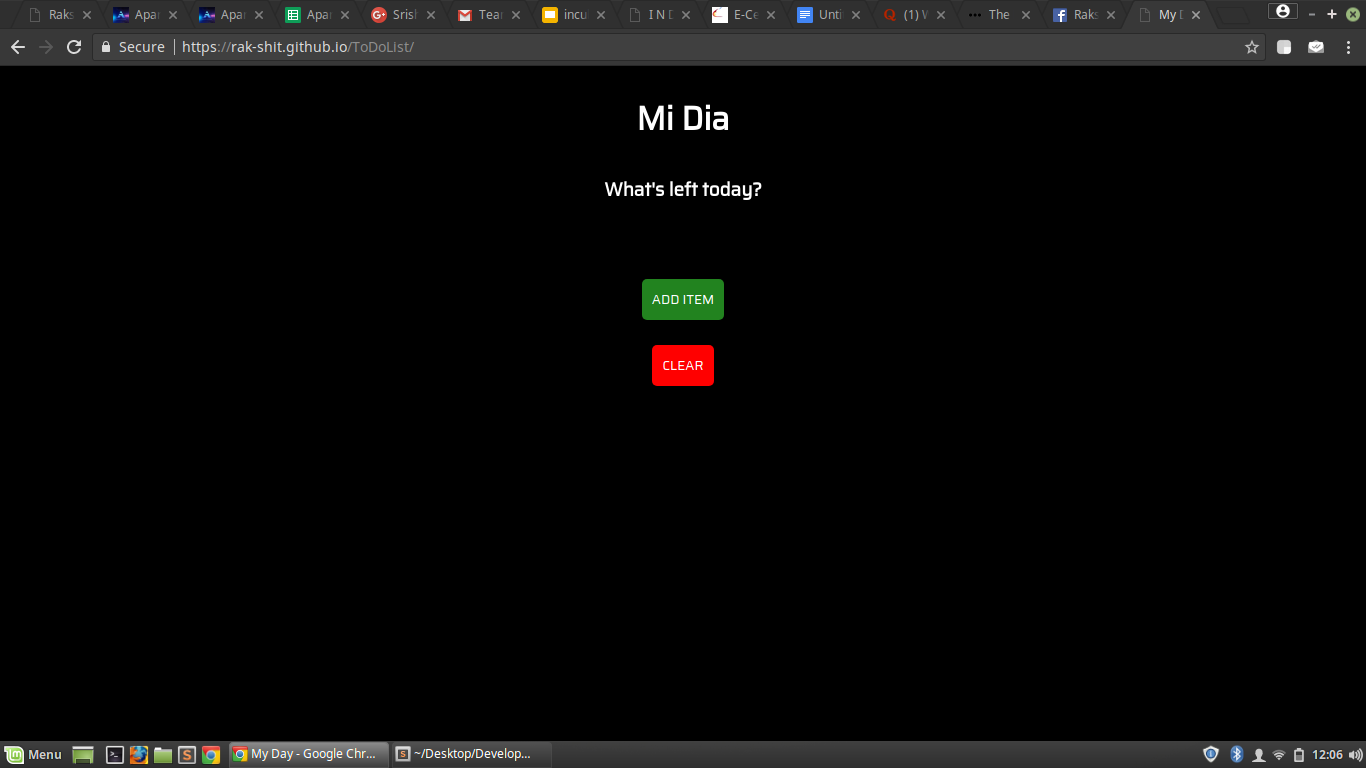 Raks Apar Apar Apar Srish Tear incu I N D E-Ce Unti (1) W The Raks My D
Secure https://rak-shit.github.io/ToDoList/
Mi Dia
What's left today?
ADD ITEM
CLEAR
Menu My Day - Google Chr... ~/Desktop/Develop... 12:06